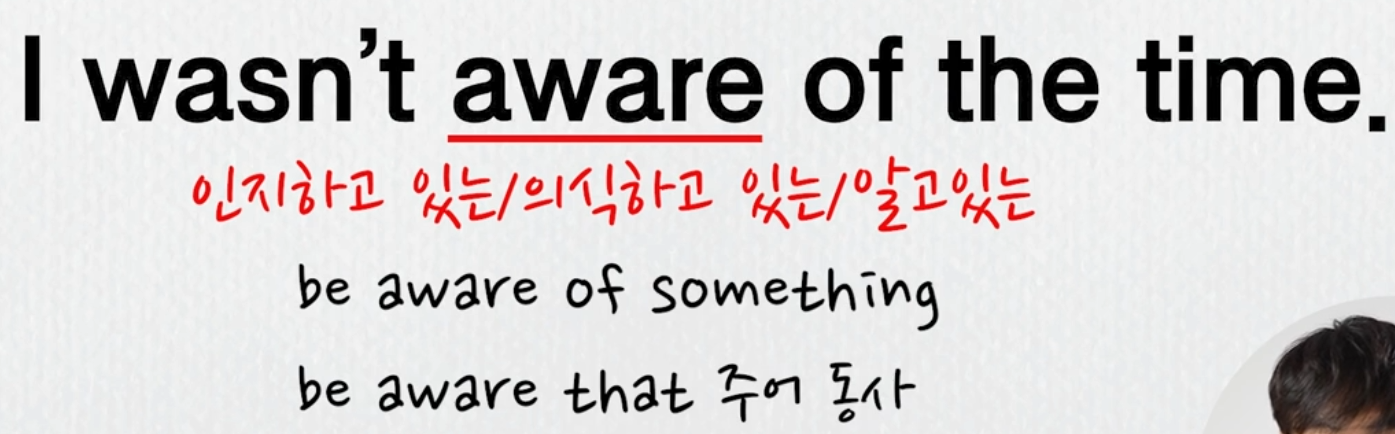 I wasn't aware of the time.
인지하고 있는/의식하고 있는/알고있는
be aware of something
be aware that 주어 동사